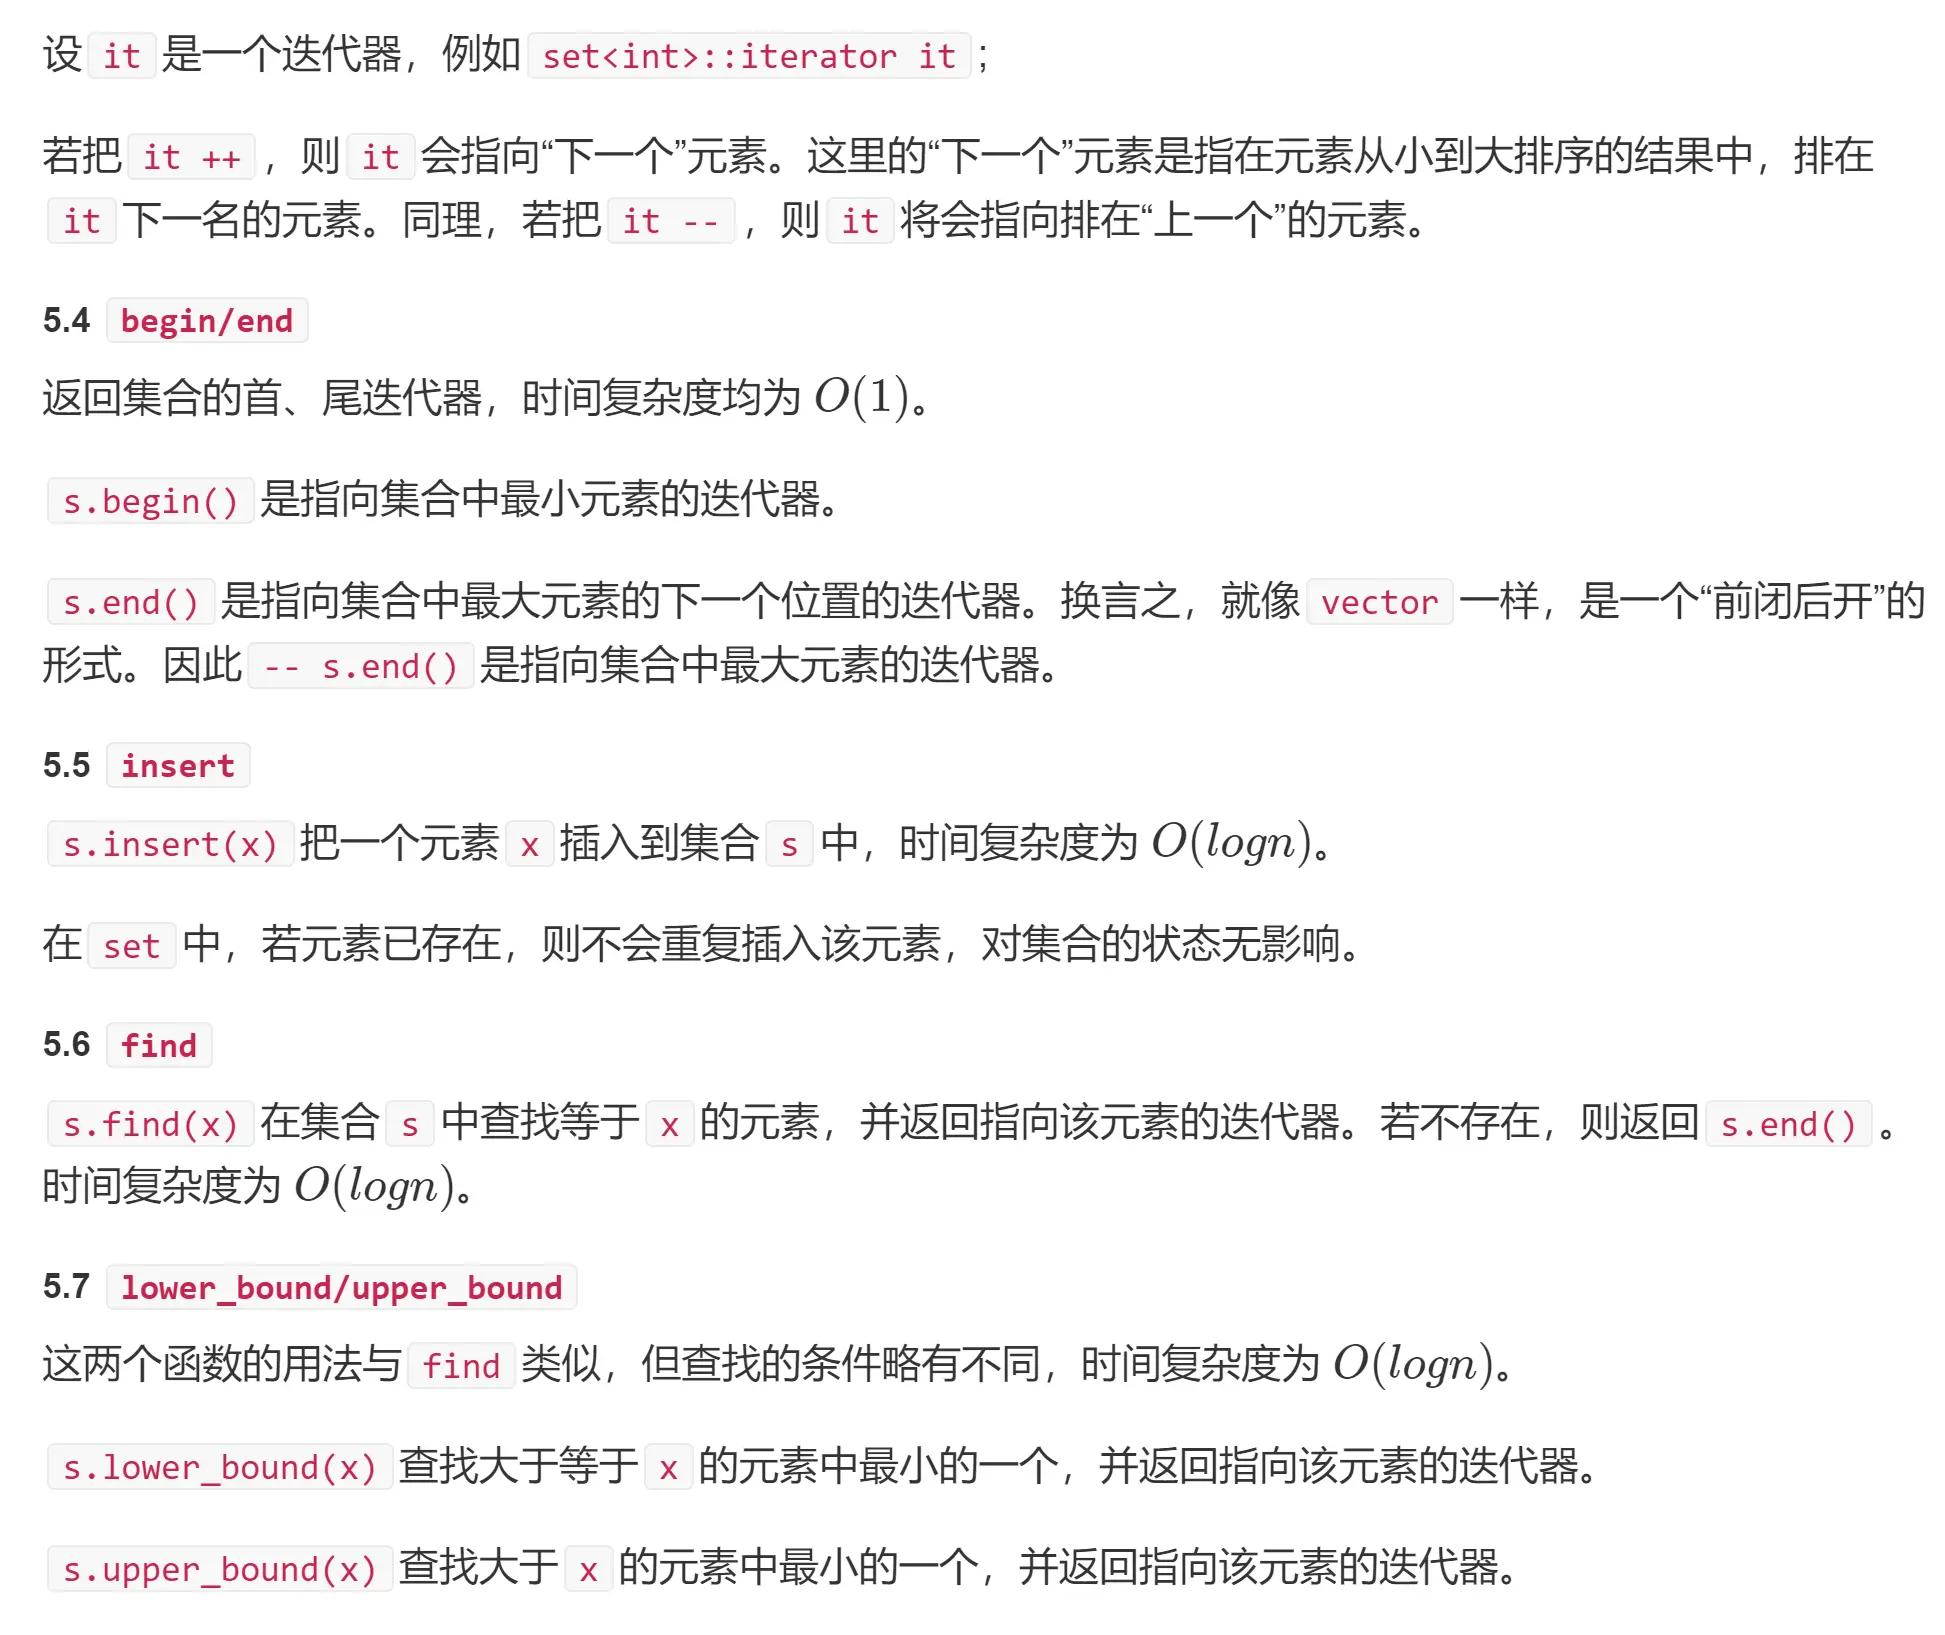 设 it 是一个迭代器，例如 set<int>::iterator it；
若把 it ++ ，则 it 会指向“下一个”元素。这里的“下一个”元素是指在元素从小到大排序的结果中，排在
it 下一名的元素。同理，若把 it -- ，则 it 将会指向排在“上一个”的元素。
5.4 begin/end
返回集合的首、尾迭代器，时间复杂度均为 O(1)。
s.begin() 是指向集合中最小元素的迭代器。
s.end() 是指向集合中最大元素的下一个位置的迭代器。换言之，就像 vector 一样，是一个“前闭后开”的
形式。因此 -- s.end() 是指向集合中最大元素的迭代器。
5.5 insert
s.insert(x) 把一个元素 x 插入到集合 s 中，时间复杂度为 O(logn)。
在 set 中，若元素已存在，则不会重复插入该元素，对集合的状态无影响。
5.6 find
s.find(x) 在集合 s 中查找等于 x 的元素，并返回指向该元素的迭代器。若不存在，则返回 s.end() 。
时间复杂度为 O(logn)。
5.7 lower_bound/upper_bound
这两个函数的用法与 find 类似，但查找的条件略有不同，时间复杂度为 O(logn)。
s.lower_bound(x) 查找大于等于 x 的元素中最小的一个，并返回指向该元素的迭代器。
s.upper_bound(x) 查找大于 x 的元素中最小的一个，并返回指向该元素的迭代器。